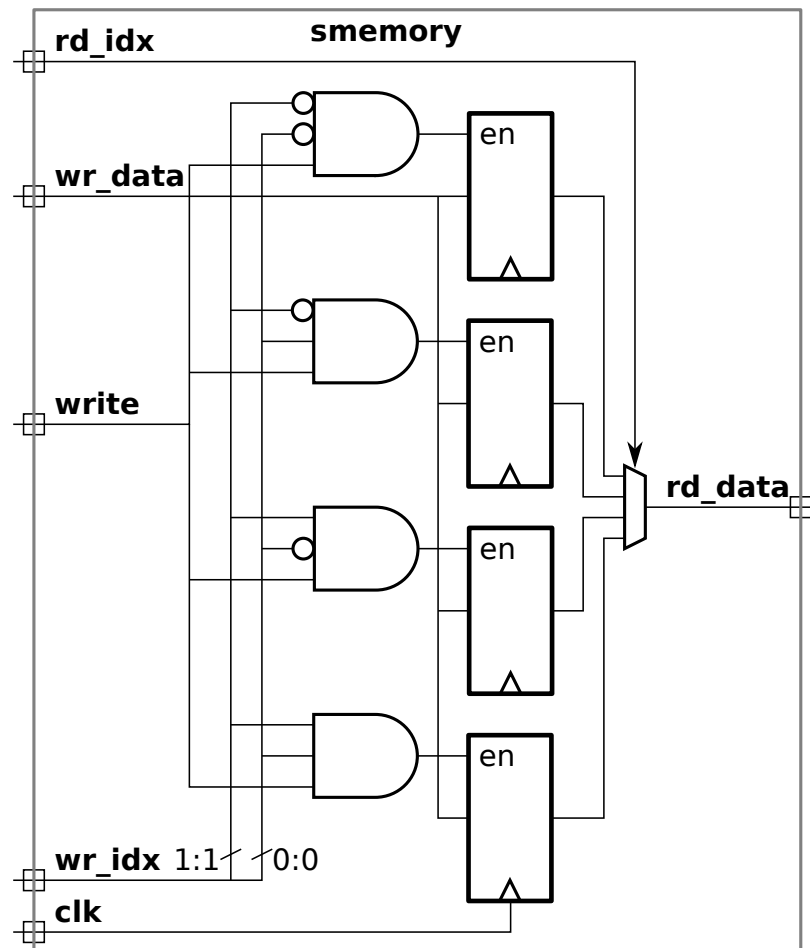 smemory
rd_idx
en
wr_data
en
write
rd_data
en
en
wr_idx 1:1 0:0
clk